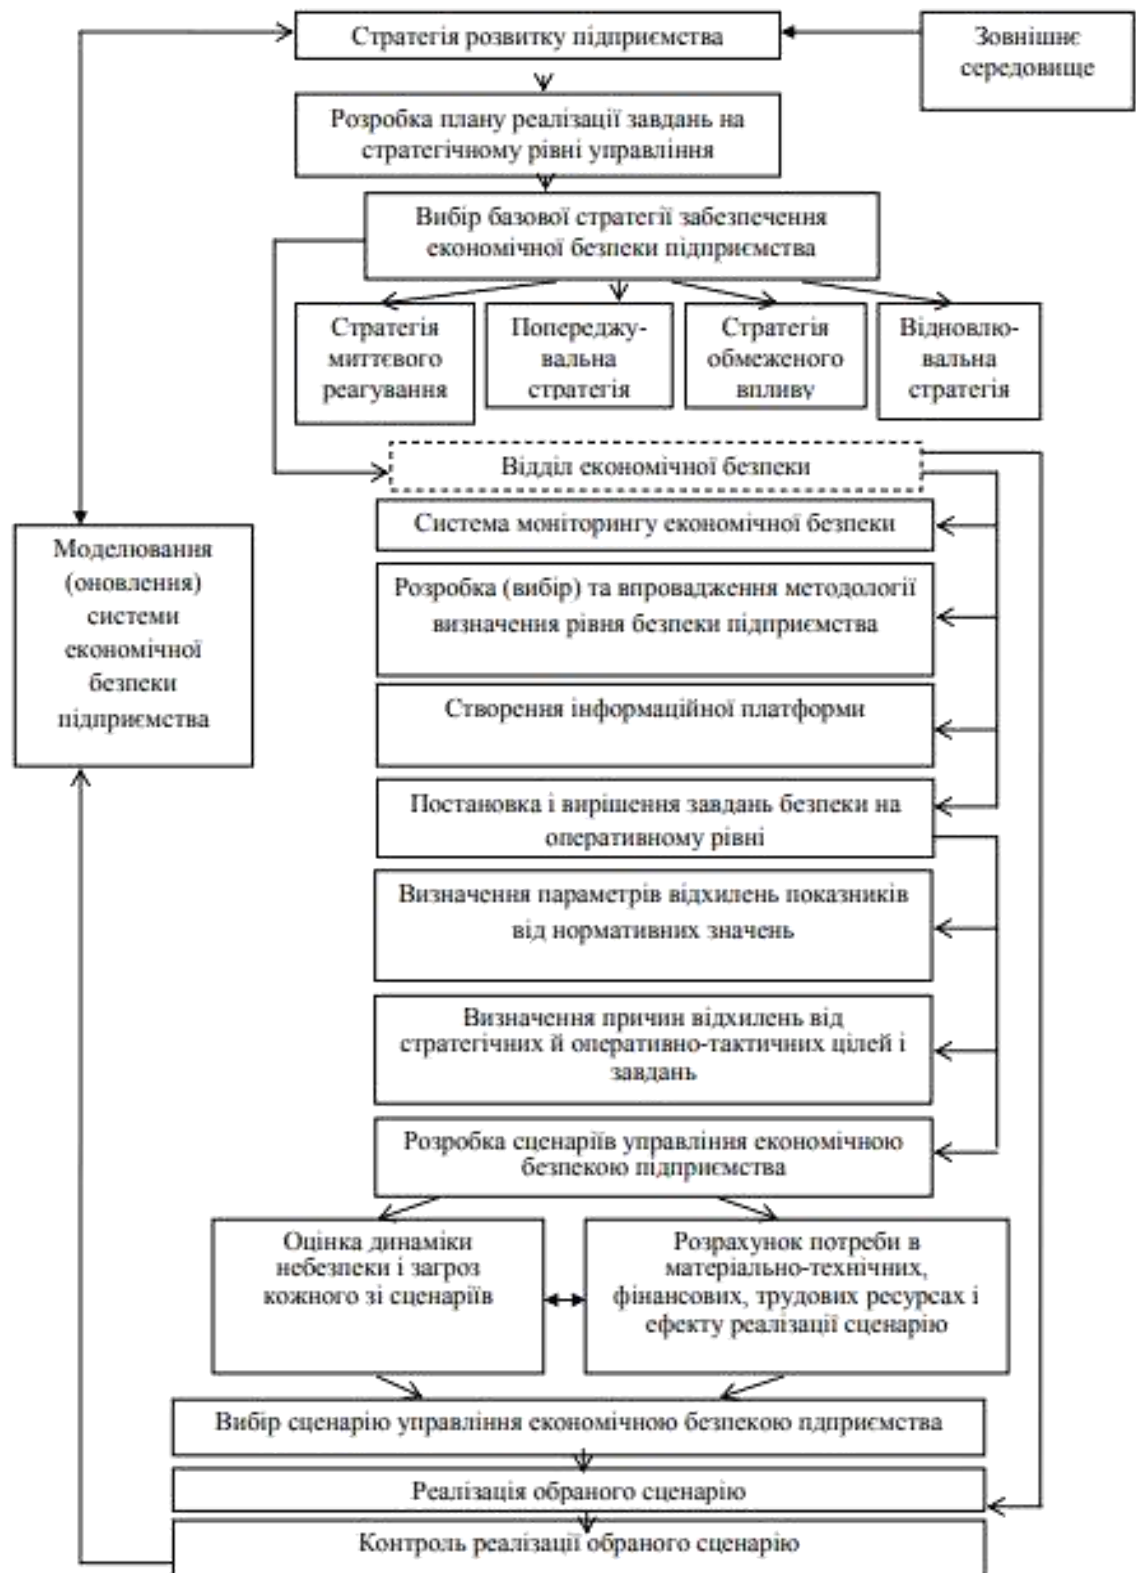 Стратегія розвитку підприємства
Зовнішнє
середовище
Розробка плану реалізації завдань на
стратегічному рівні управління
Вибір базової стратегії забезпечення
економічної безпеки підприємства
Стратегія
миттєвого
реагування
Попереджу-
вальна
стратегія
Стратегія
обмеженого
впливу
Відновлю-
вальна
стратегія
Відділ економічної безпеки
Система моніторингу економічної безпеки
Моделювання
(оновлення)
системи
економічної
безпеки
підприємства
Розробка (вибір) та впровадження методології
визначення рівня безпеки підприємства
Створення інформаційної платформи
Постановка і вирішення завдань безпеки на
оперативному рівні
Визначення параметрів відхилень показників
від нормативних значень
Визначення причин відхилень від
стратегічних й оперативно-тактичних цілей і
завдань
Розробка сценаріїв управління економічною
безпекою підприємства
Оцінка динаміки
небезпеки і загроз
кожного зі сценаріїв
Розрахунок потреби в
матеріально-технічних,
фінансових, трудових ресурсах і
ефекту реалізації сценарію
Вибір сценарію управління економічною безпекою пдприємства
Реалізація обраного сценарію
Контроль реалізації обраного сценарію